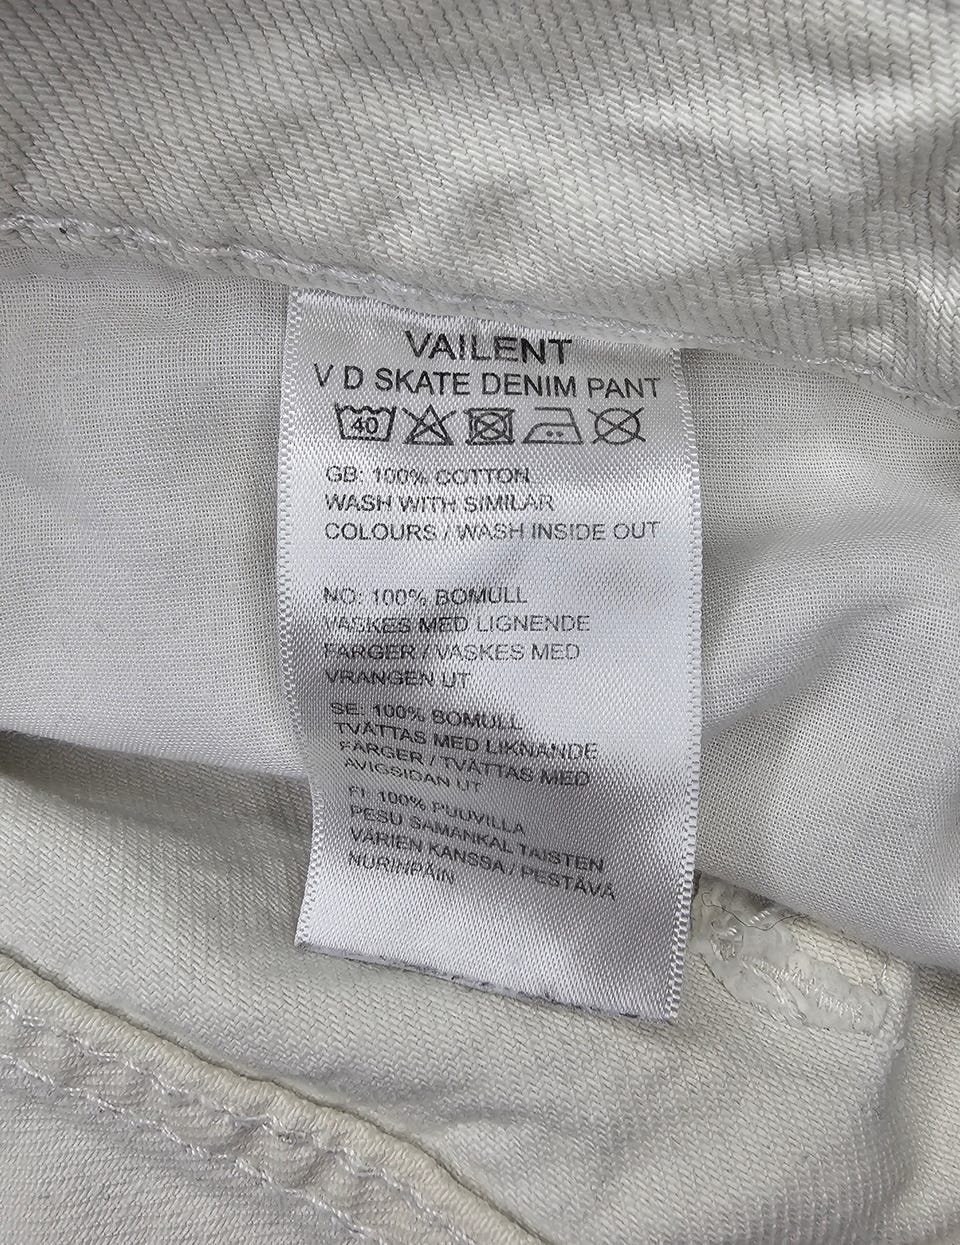 VAILENT
V D SKATE DENIM PANT
40
GB: 100% COTTON
WASH WITH SIMILAR
COLOURS / WASH INSIDE OUT
NO: 100% BOMULL
VASKES MED LIGNENDE
FARGER / VASKES MED
VRANGEN UT
SE: 100% BOMULL
TVÄTTAS MED LIKNANDE
FÄRGER / TVÄTTAS MED
AVIGSIDAN UT
FI: 100% PUUVILLA
PESU SAMANKAL TAISTEN
VÄRIEN KANSSA / PESTÄVÄ
NURINPÄIN